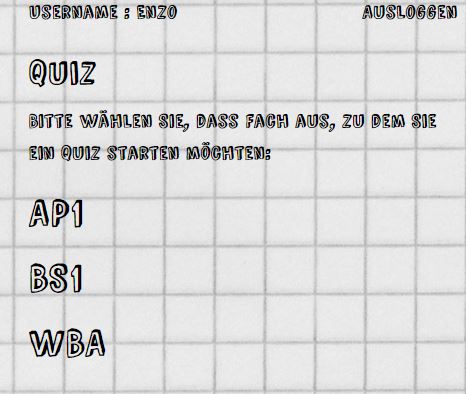 USERNAME : ENZO AUSLOGGEN
QUIZ
BITTE WÄHLEN SIE, DASS FACH AUS, ZU DEM SIE
EIN QUIZ STARTEN MÖCHTEN:
AP1
BS1
WBA